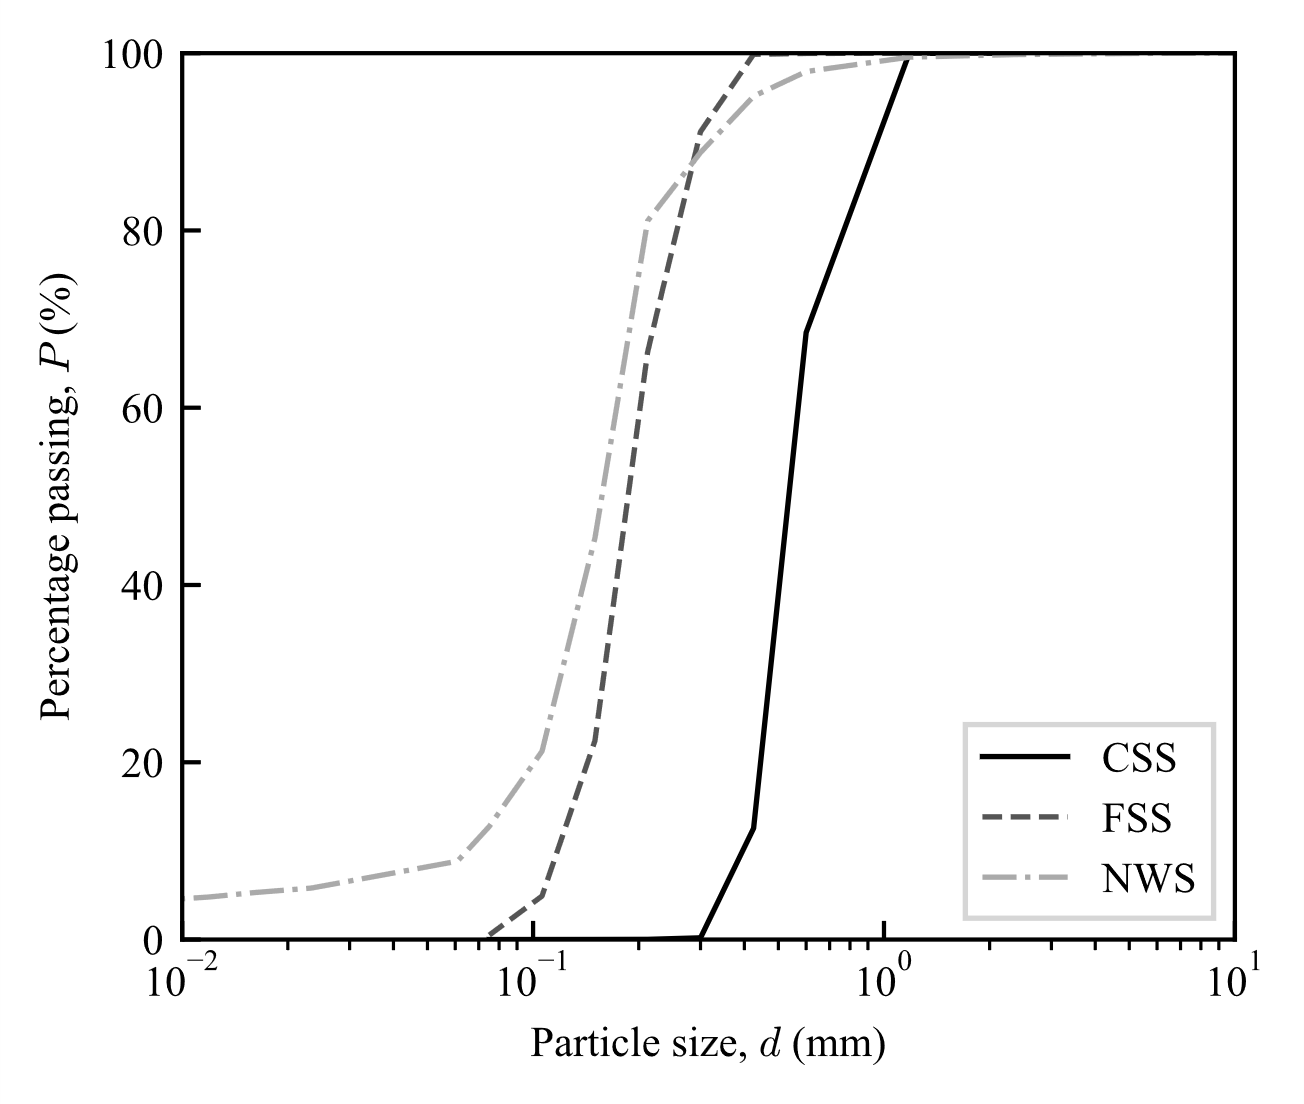 100
80
60
40
20
0
Percentage passing, P (%)
10⁻²
10⁻¹
10⁰
10¹
Particle size, d (mm)
CSS
FSS
NWS